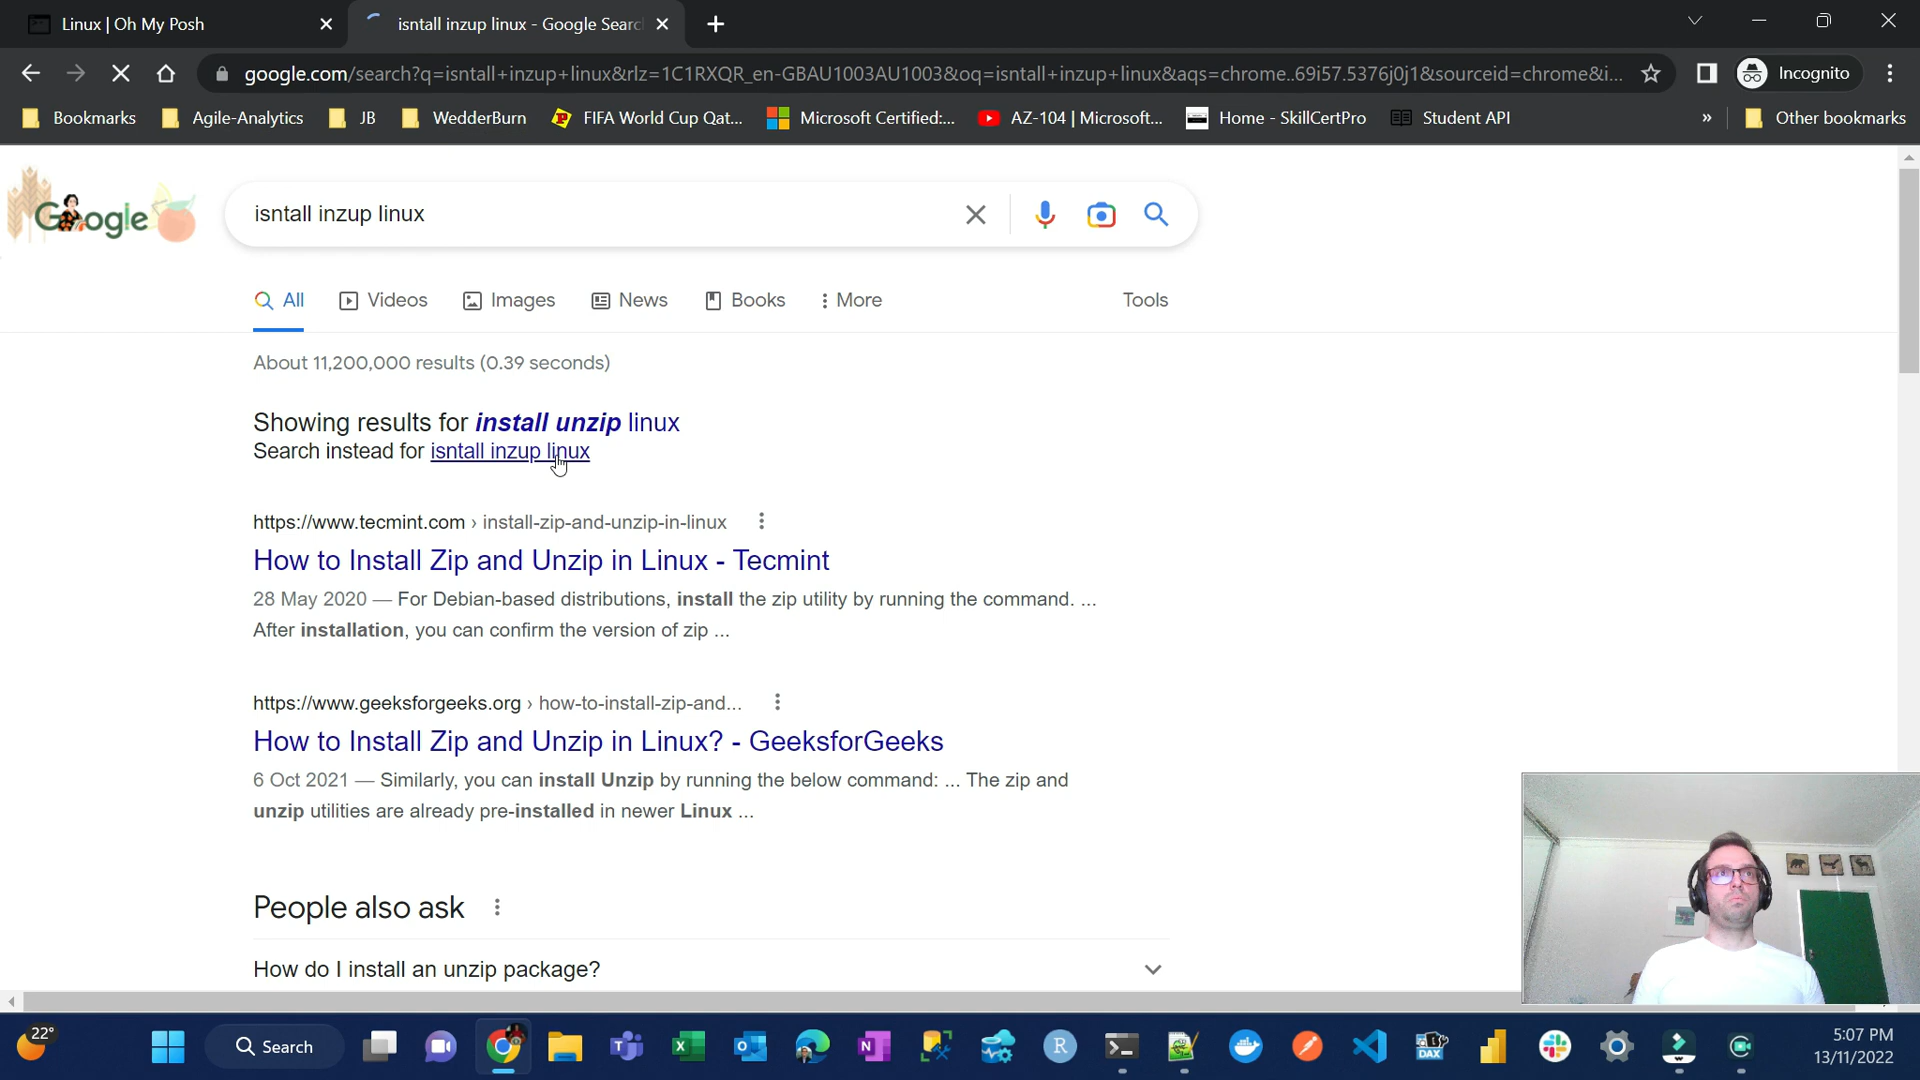 Linux | Oh My Posh
isntall inzup linux - Google Searc
google.com/search?q=isntall+inzup+linux&rlz=1C1RXQR_en-GBAU1003AU1003&oq=isntall+inzup+linux&aqs=chrome..69i57.5376j0j1&sourceid=chrome&i...
Incognito
Bookmarks
Agile-Analytics
JB
WedderBurn
FIFA World Cup Qat...
Microsoft Certified:...
AZ-104 | Microsoft...
Home - SkillCertPro
Student API
»
Other bookmarks
Google
isntall inzup linux
All
Videos
Images
News
Books
More
Tools
About 11,200,000 results (0.39 seconds)
Showing results for install unzip linux
Search instead for isntall inzup linux
https://www.tecmint.com › install-zip-and-unzip-in-linux
How to Install Zip and Unzip in Linux - Tecmint
28 May 2020 — For Debian-based distributions, install the zip utility by running the command. ...
After installation, you can confirm the version of zip ...
https://www.geeksforgeeks.org › how-to-install-zip-and...
How to Install Zip and Unzip in Linux? - GeeksforGeeks
6 Oct 2021 — Similarly, you can install Unzip by running the below command: ... The zip and
unzip utilities are already pre-installed in newer Linux ...
People also ask
How do I install an unzip package?
22°
Search
DAX
5:07 PM
13/11/2022